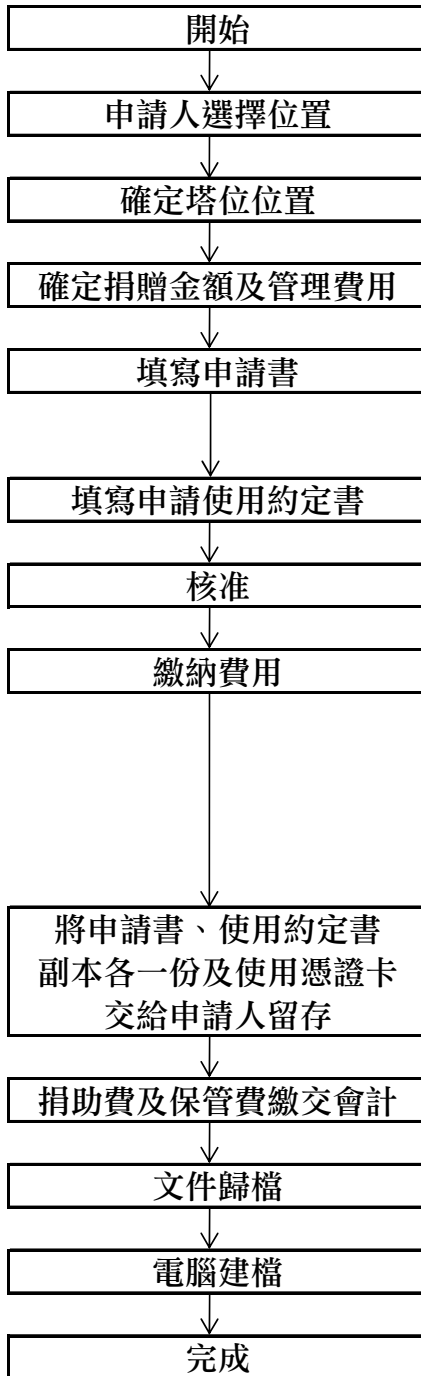 開始
申請人選擇位置
確定塔位位置
確定捐贈金額及管理費用
填寫申請書
填寫申請使用約定書
核准
繳納費用
將申請書、使用約定書
副本各一份及使用憑證卡
交給申請人留存
捐助費及保管費繳交會計
文件歸檔
電腦建檔
完成